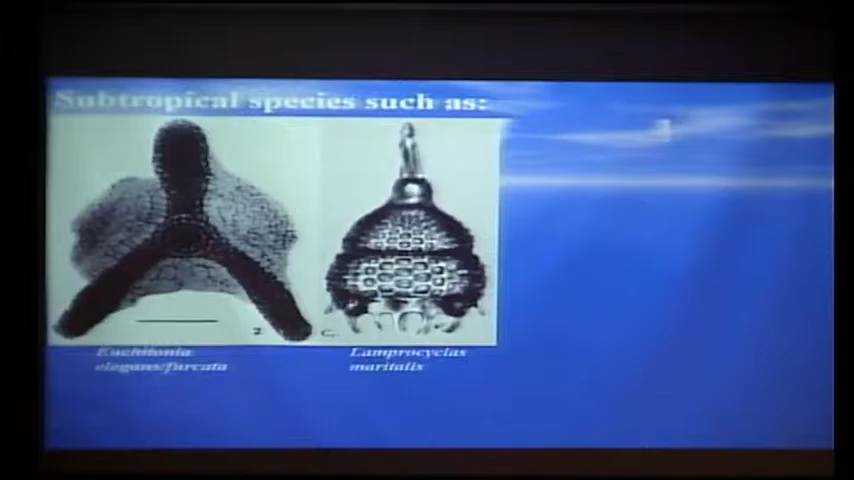 Subtropical species such as:
2.
C.
Euchitonia
elegans/furcata
Lamprocyclas
maritalis